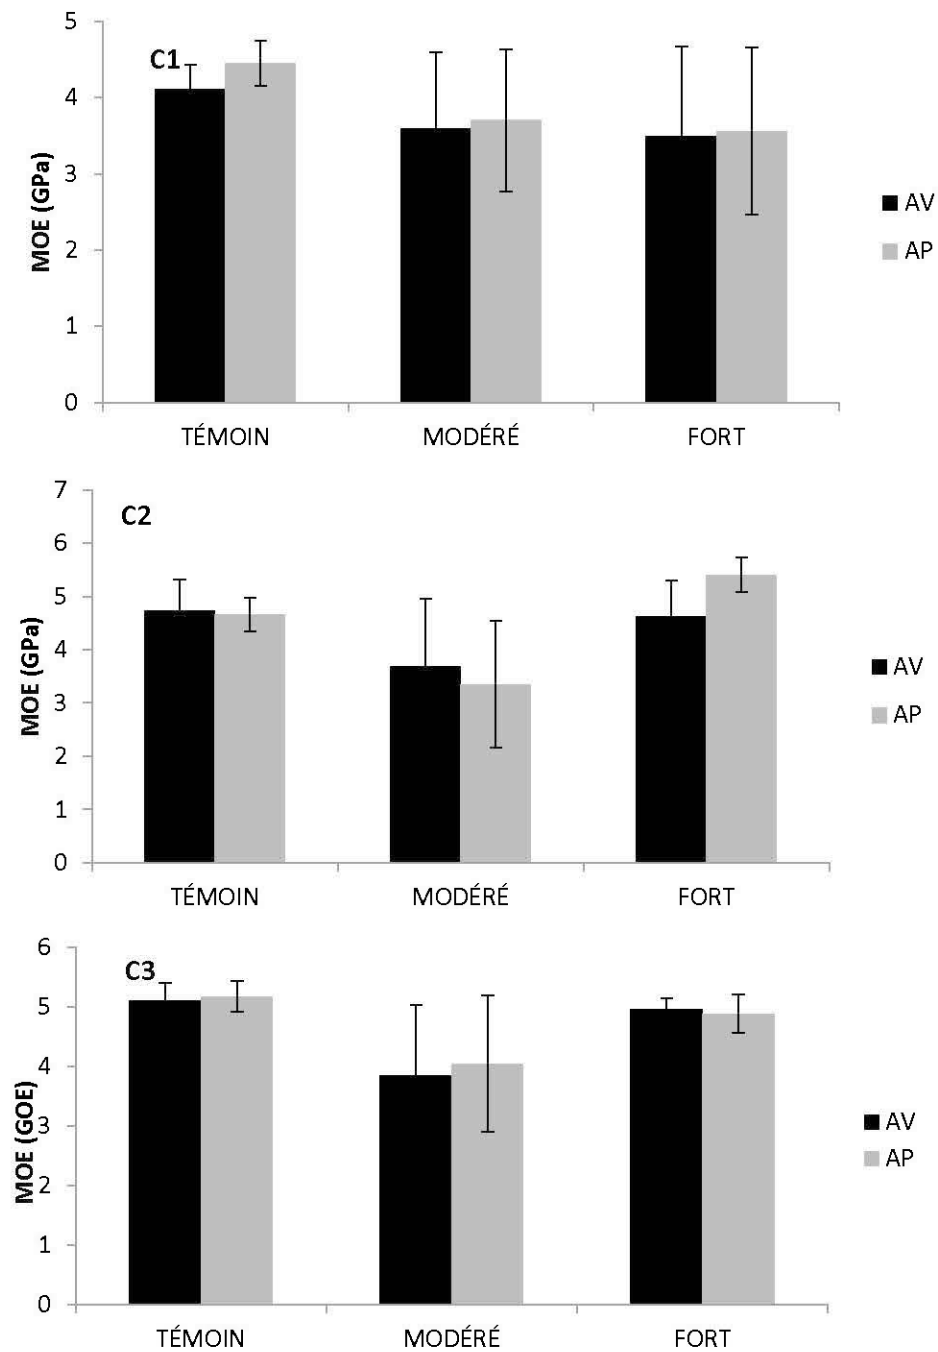 5
C1
4
3
2
1
0
MOE (GPa)
TÉMOIN MODÉRÉ FORT
AV
AP
7
C2
6
5
4
3
2
1
0
MOE (GPa)
TÉMOIN MODÉRÉ FORT
AV
AP
6
C3
5
4
3
2
1
0
MOE (GOE)
TÉMOIN MODÉRÉ FORT
AV
AP